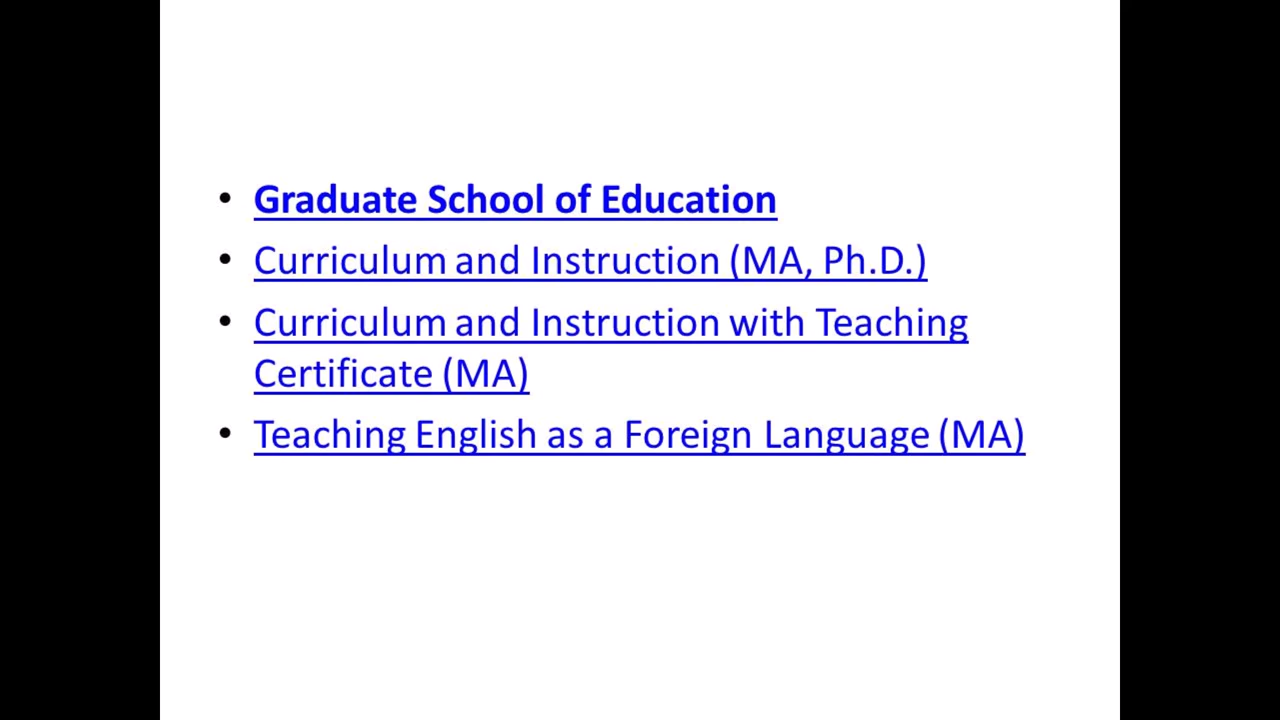 • Graduate School of Education
• Curriculum and Instruction (MA, Ph.D.)
• Curriculum and Instruction with Teaching
Certificate (MA)
• Teaching English as a Foreign Language (MA)